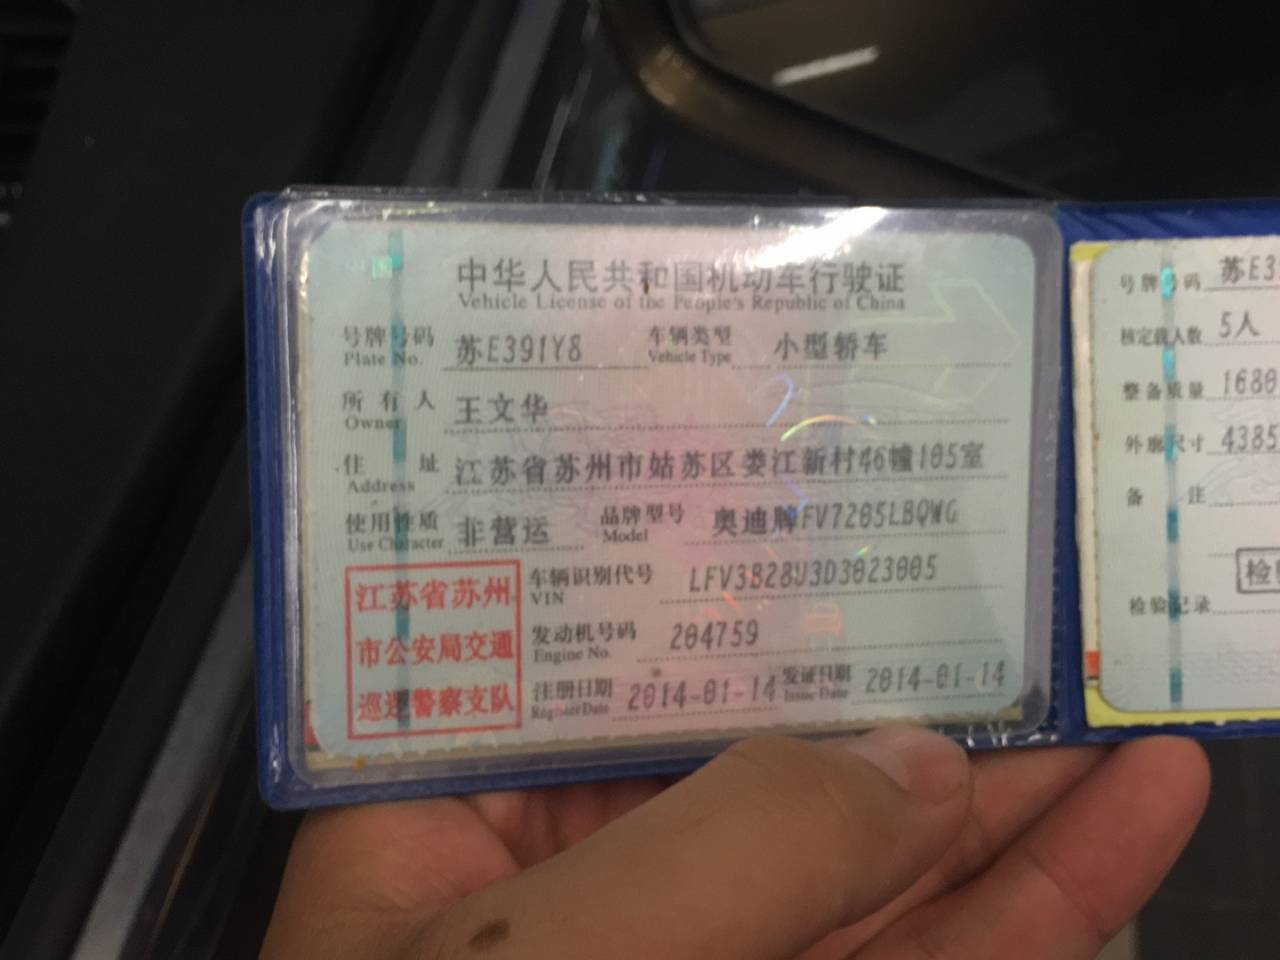 中华人民共和国机动车行驶证
Vehicle License of the People's Republic of China
号牌号码 苏E391Y8 车辆类型 小型轿车
Plate No. Vehicle Type
所有人 王文华
Owner
住址 江苏省苏州市姑苏区娄江新村46幢105室
Address
使用性质 非营运 品牌型号 奥迪牌FV7205LBQWG
Use Character Model
江苏省苏州
市公安局交通
巡逻警察支队
车辆识别代号 LFV3B28U3D3023005
VIN
发动机号码 204759
Engine No.
注册日期 2014-01-14 发证日期 2014-01-14
Register Date Issue Date
号牌号码 苏E3
核定载人数 5人
整备质量 1680
外廓尺寸 4385
备注
检验记录
检